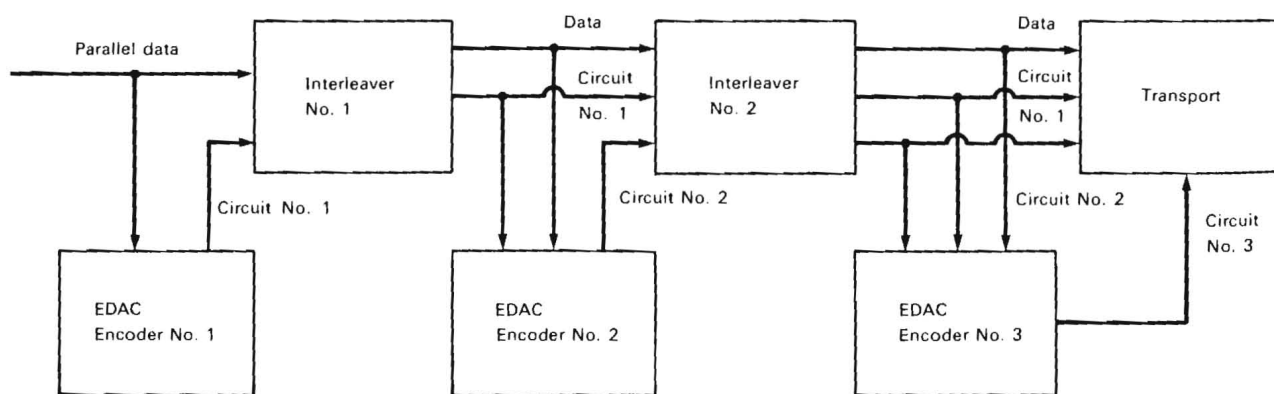 Parallel data
Interleaver
No. 1
Data
Circuit
No. 1
Interleaver
No. 2
Data
Circuit
No. 1
Transport
Circuit No. 1
Circuit No. 2
Circuit No. 2
Circuit
No. 3
EDAC
Encoder No. 1
EDAC
Encoder No. 2
EDAC
Encoder No. 3